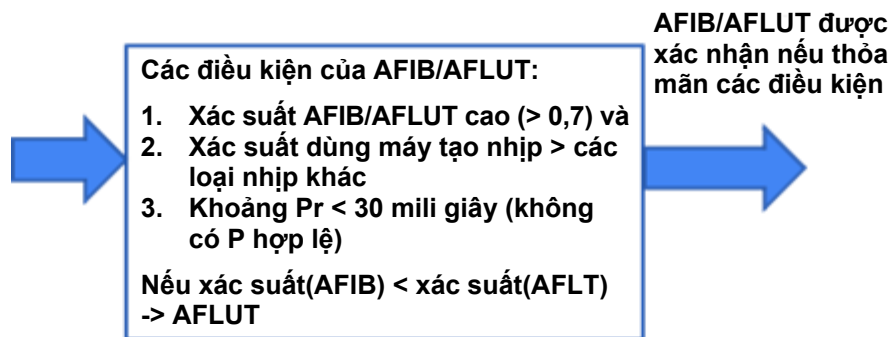 AFIB/AFLUT được
xác nhận nếu thỏa
mãn các điều kiện
Các điều kiện của AFIB/AFLUT:
1. Xác suất AFIB/AFLUT cao (> 0,7) và
2. Xác suất dùng máy tạo nhịp > các
loại nhịp khác
3. Khoảng Pr < 30 mili giây (không
có P hợp lệ)
Nếu xác suất(AFIB) < xác suất(AFLT)
-> AFLUT